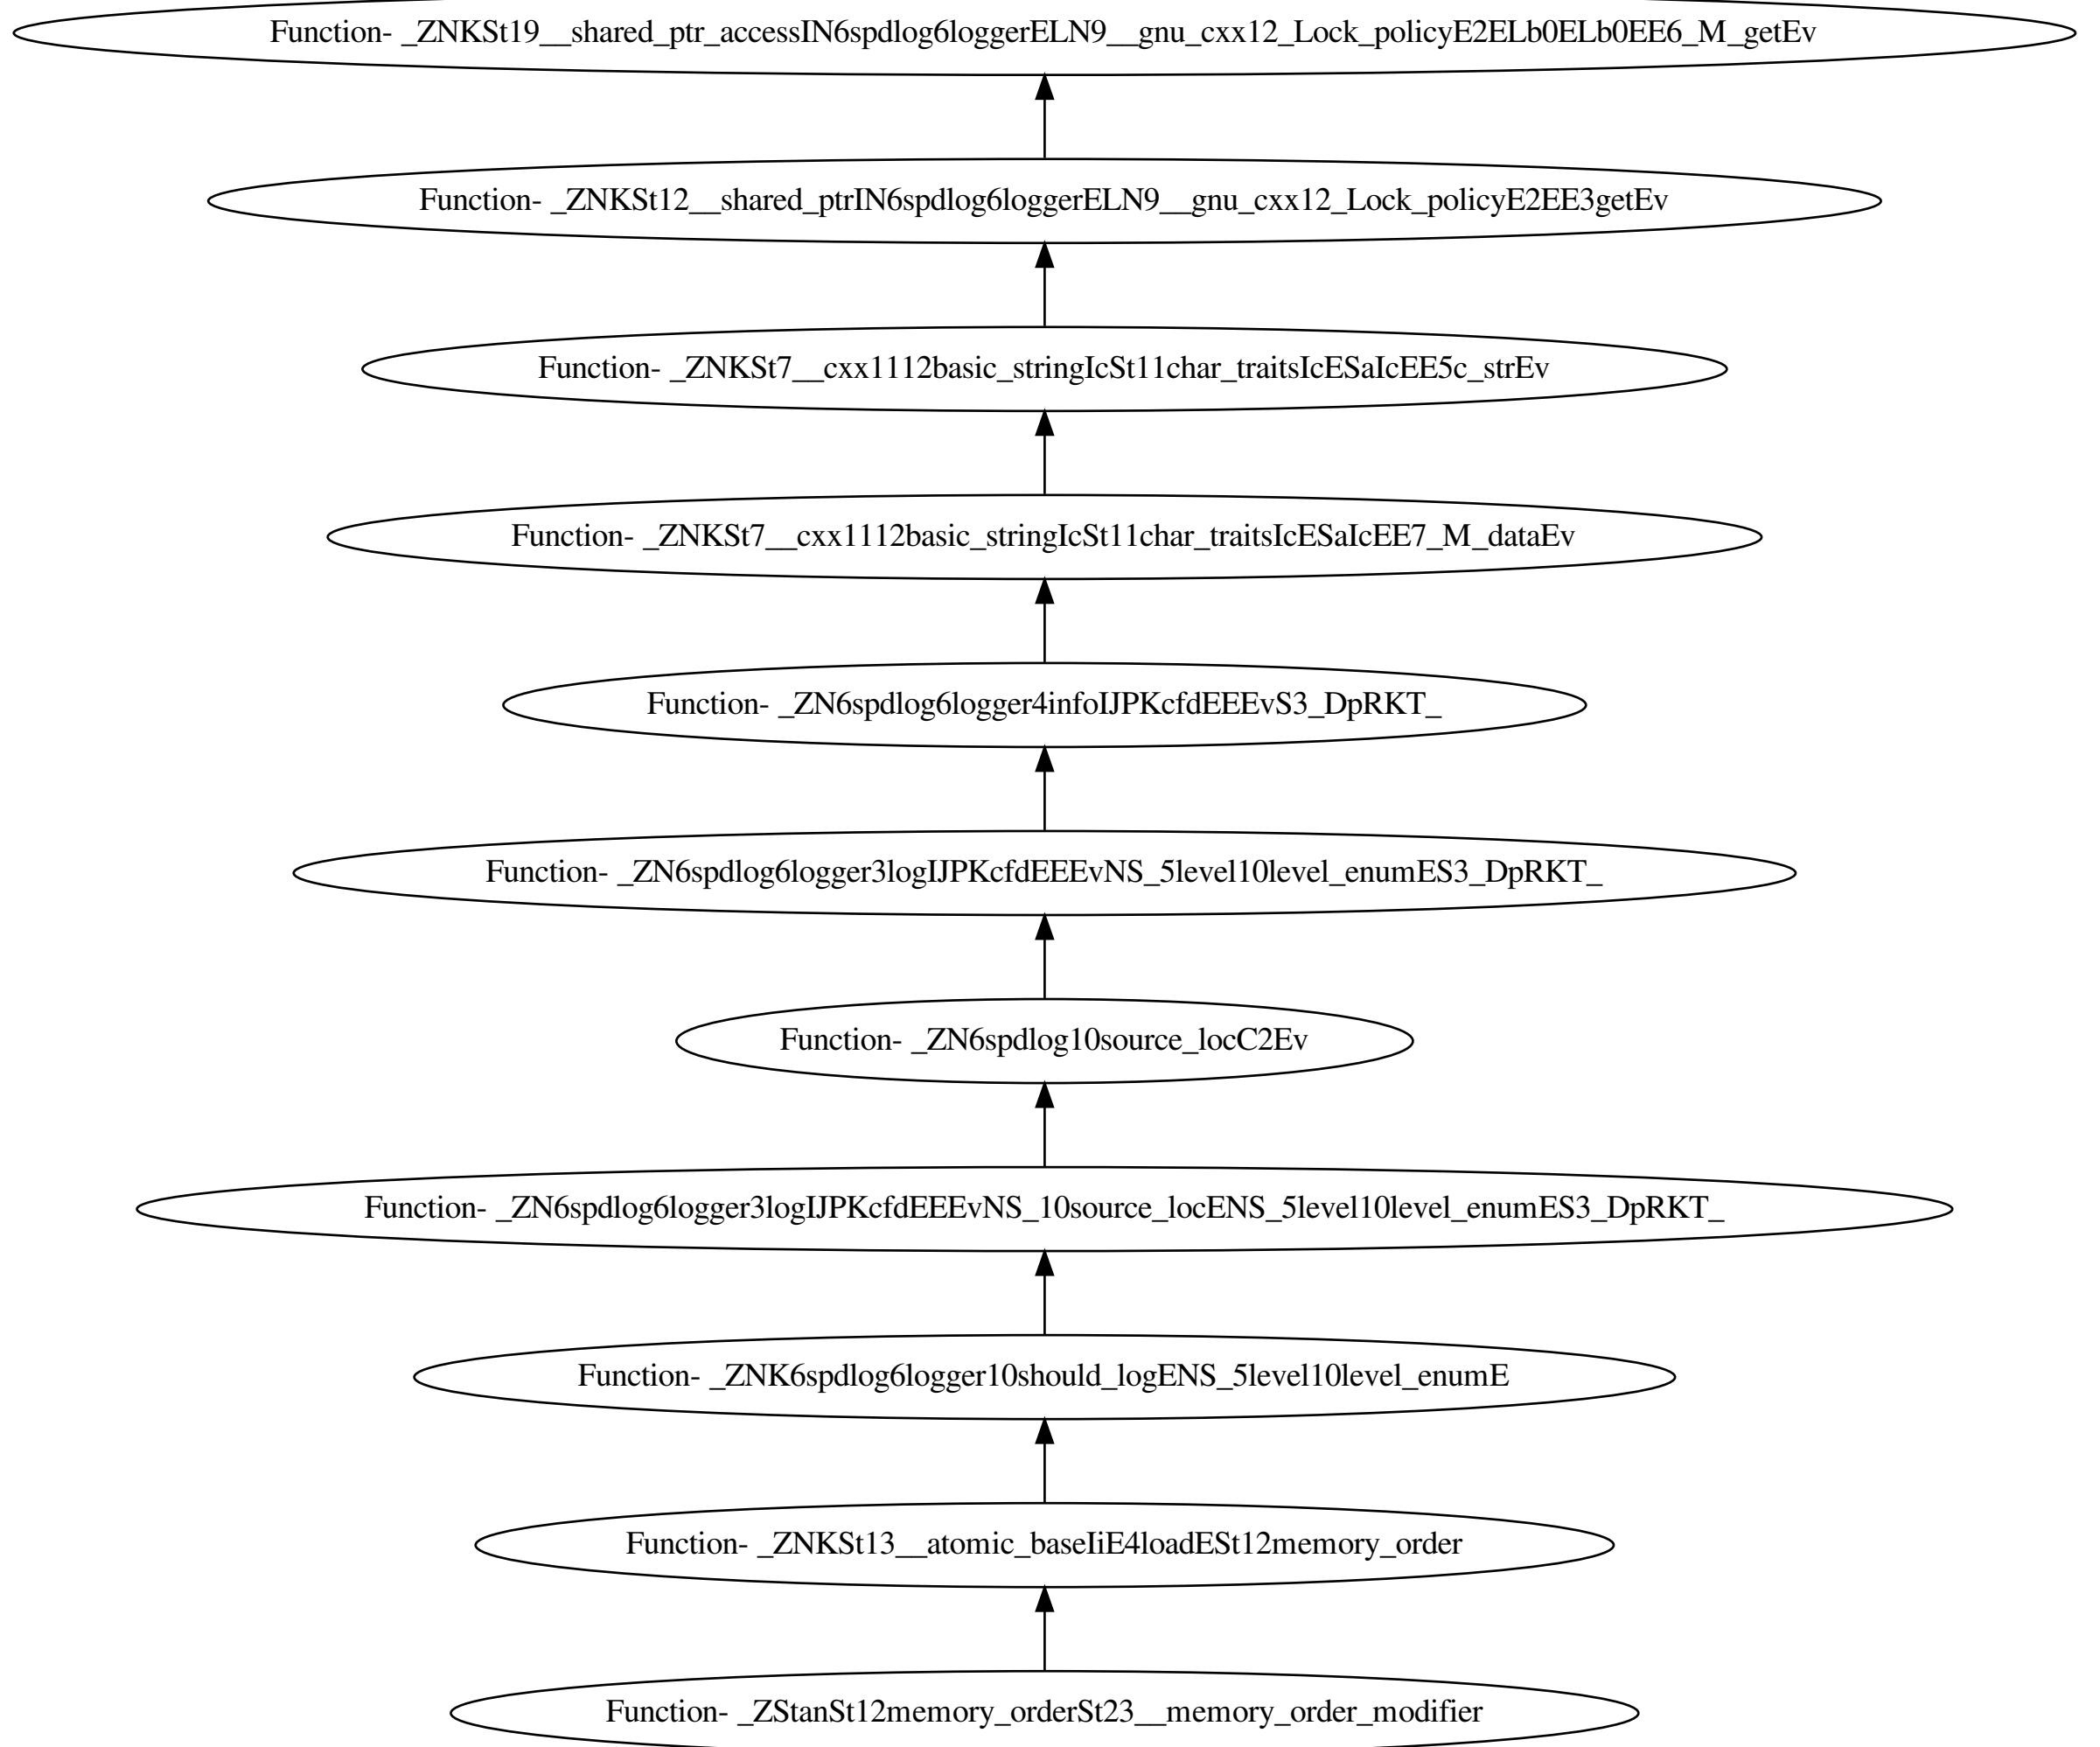 Function- _ZNKSt19__shared_ptr_accessIN6spdlog6loggerELN9__gnu_cxx12_Lock_policyE2ELb0ELb0EE6_M_getEv
Function- _ZNKSt12__shared_ptrIN6spdlog6loggerELN9__gnu_cxx12_Lock_policyE2EE3getEv
Function- _ZNKSt7__cxx1112basic_stringIcSt11char_traitsIcESaIcEE5c_strEv
Function- _ZNKSt7__cxx1112basic_stringIcSt11char_traitsIcESaIcEE7_M_dataEv
Function- _ZN6spdlog6logger4infoIJPKcfdEEEvS3_DpRKT_
Function- _ZN6spdlog6logger3logIJPKcfdEEEvNS_5level10level_enumES3_DpRKT_
Function- _ZN6spdlog10source_locC2Ev
Function- _ZN6spdlog6logger3logIJPKcfdEEEvNS_10source_locENS_5level10level_enumES3_DpRKT_
Function- _ZNK6spdlog6logger10should_logENS_5level10level_enumE
Function- _ZNKSt13__atomic_baseIiE4loadESt12memory_order
Function- _ZStanSt12memory_orderSt23__memory_order_modifier